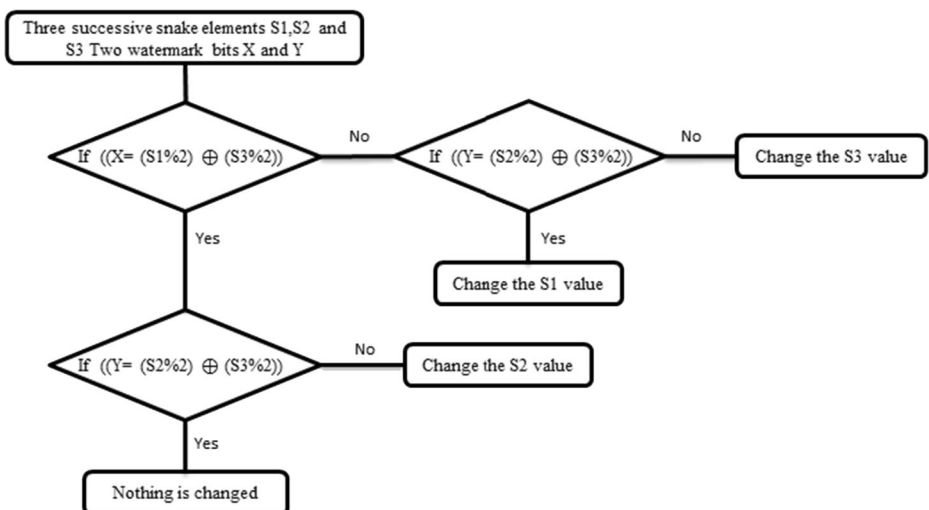 Three successive snake elements S1,S2 and
S3 Two watermark bits X and Y
If ((X= (S1%2) ⊕ (S3%2))
No
If ((Y= (S2%2) ⊕ (S3%2))
No
Change the S3 value
Yes
Yes
Change the S1 value
If ((Y= (S2%2) ⊕ (S3%2))
No
Change the S2 value
Yes
Nothing is changed